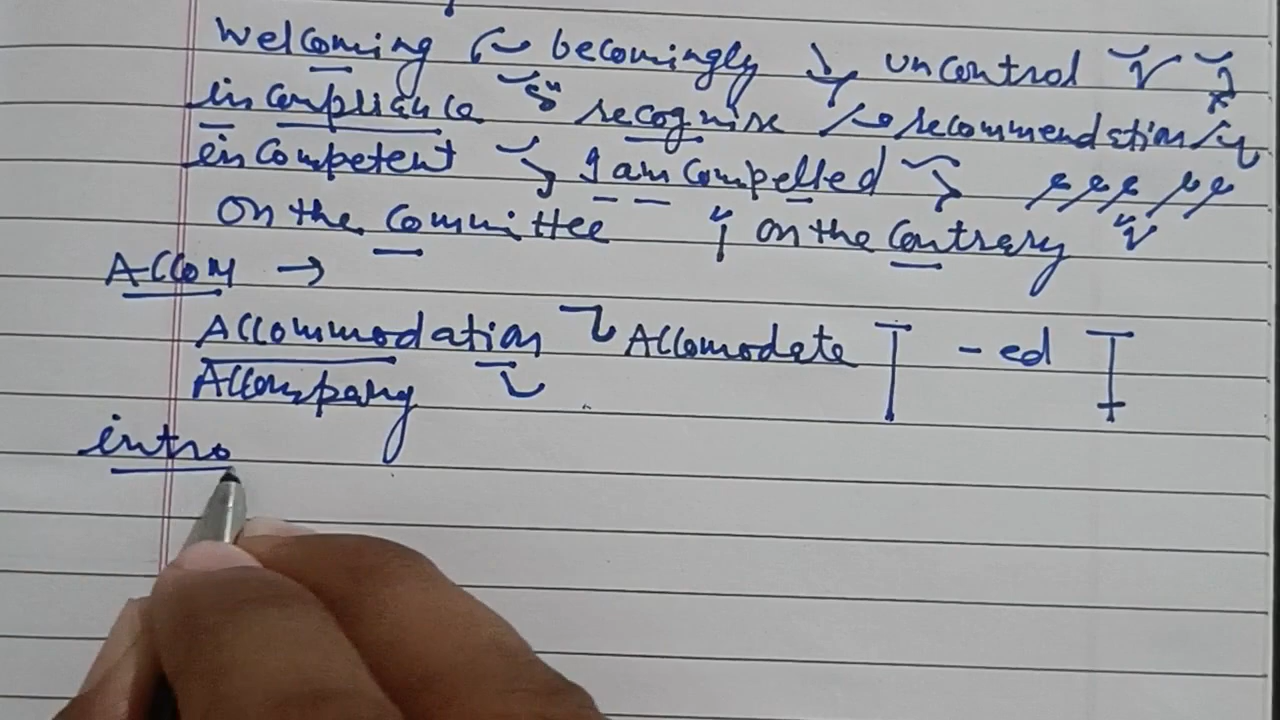 Welcoming becomingly uncontrol
incompliance recognise recommendation
incompetent I am compelled
on the Committee on the Contrary
Accom →
Accommodation Accomodate - ed
Accompany
intro